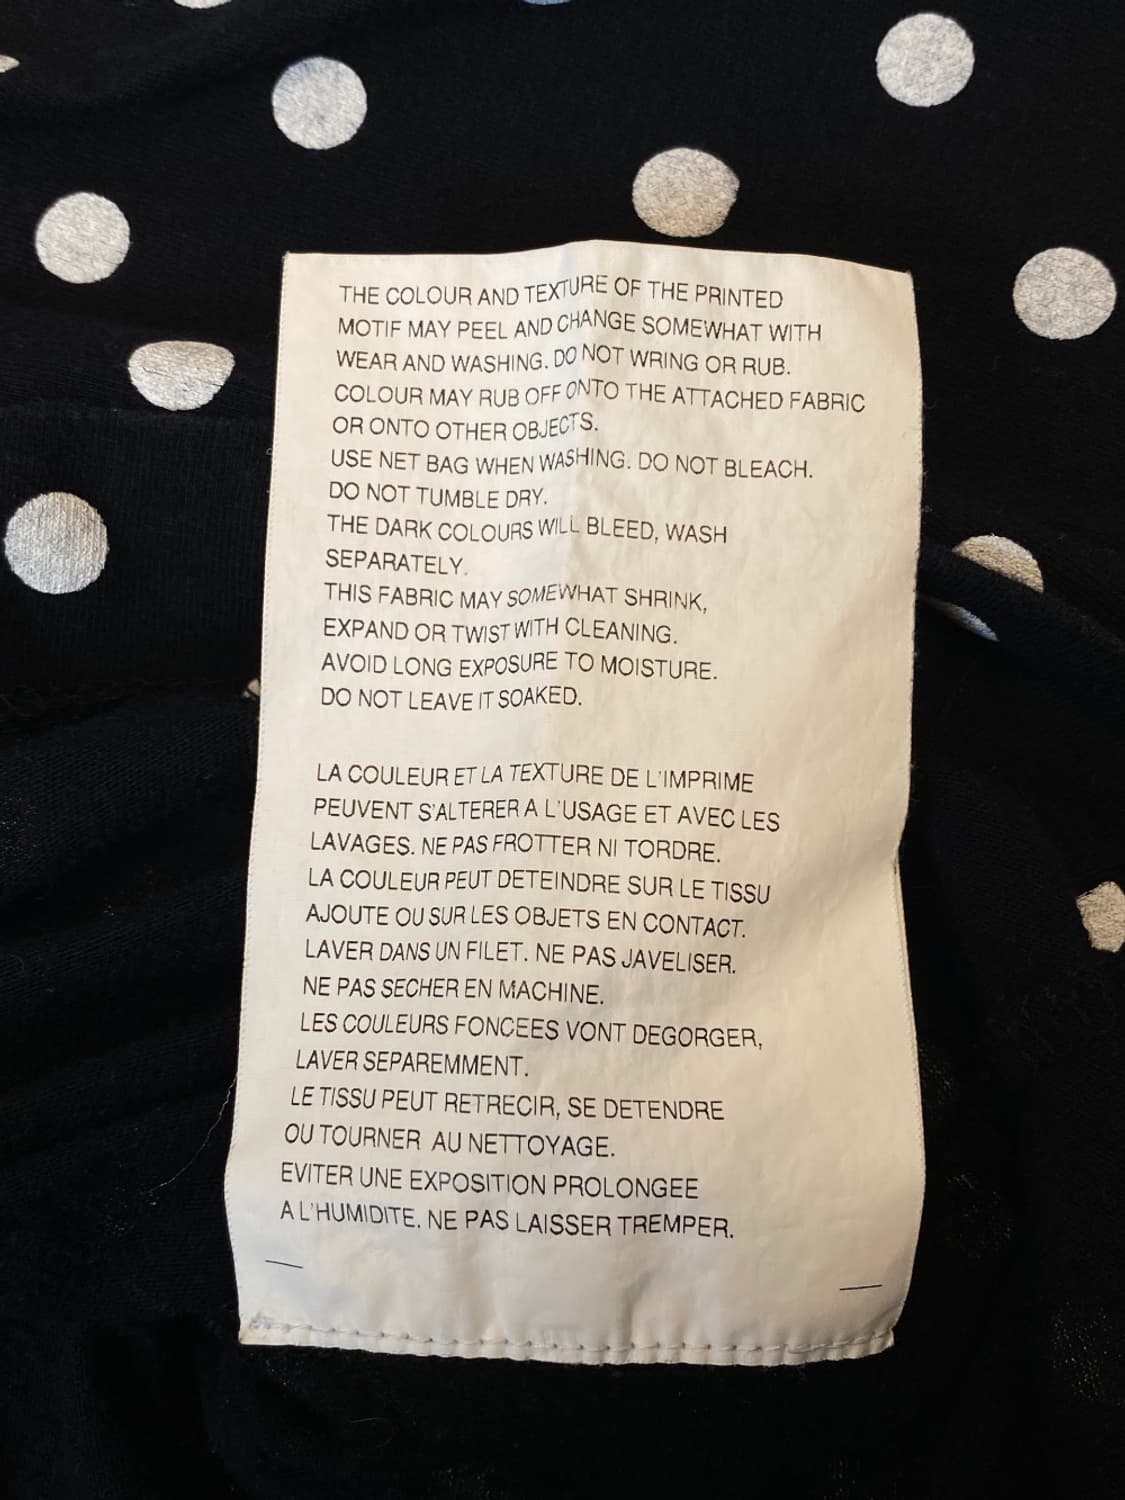 THE COLOUR AND TEXTURE OF THE PRINTED
MOTIF MAY PEEL AND CHANGE SOMEWHAT WITH
WEAR AND WASHING. DO NOT WRING OR RUB.
COLOUR MAY RUB OFF ONTO THE ATTACHED FABRIC
OR ONTO OTHER OBJECTS.
USE NET BAG WHEN WASHING. DO NOT BLEACH.
DO NOT TUMBLE DRY.
THE DARK COLOURS WILL BLEED, WASH
SEPARATELY.
THIS FABRIC MAY SOMEWHAT SHRINK,
EXPAND OR TWIST WITH CLEANING.
AVOID LONG EXPOSURE TO MOISTURE.
DO NOT LEAVE IT SOAKED.
LA COULEUR ET LA TEXTURE DE L'IMPRIME
PEUVENT S'ALTERER A L'USAGE ET AVEC LES
LAVAGES. NE PAS FROTTER NI TORDRE.
LA COULEUR PEUT DETEINDRE SUR LE TISSU
AJOUTE OU SUR LES OBJETS EN CONTACT.
LAVER DANS UN FILET. NE PAS JAVELISER.
NE PAS SECHER EN MACHINE.
LES COULEURS FONCEES VONT DEGORGER,
LAVER SEPAREMMENT.
LE TISSU PEUT RETRECIR, SE DETENDRE
OU TOURNER AU NETTOYAGE.
EVITER UNE EXPOSITION PROLONGEE
A L'HUMIDITE. NE PAS LAISSER TREMPER.